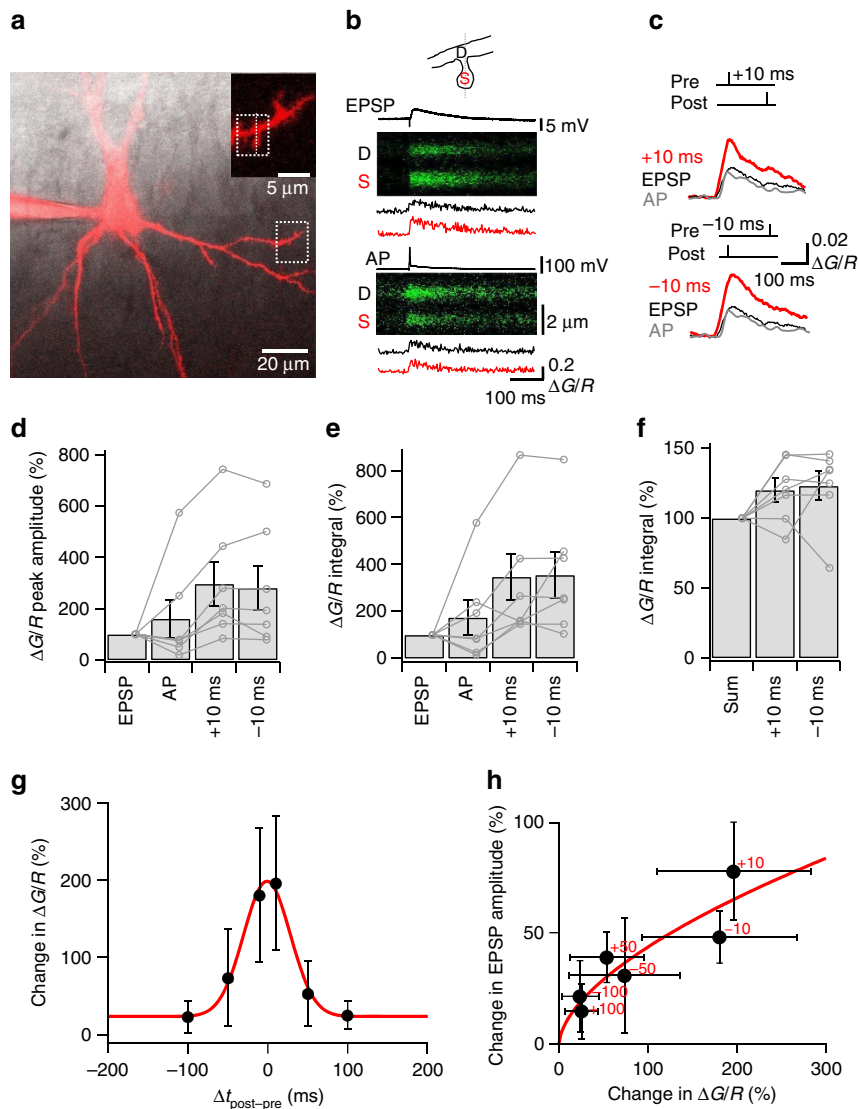 a
5 µm
20 µm
b
D
S
EPSP
5 mV
D
S
AP
100 mV
D
S
2 µm
0.2
ΔG/R
100 ms
c
Pre
+10 ms
Post
+10 ms
EPSP
AP
Pre
–10 ms
Post
0.02
ΔG/R
100 ms
–10 ms
EPSP
AP
d
ΔG/R peak amplitude (%)
800
600
400
200
0
EPSP
AP
+10 ms
–10 ms
e
ΔG/R integral (%)
800
600
400
200
0
EPSP
AP
+10 ms
–10 ms
f
ΔG/R integral (%)
150
100
50
0
Sum
+10 ms
–10 ms
g
Change in ΔG/R (%)
300
200
100
0
–200 –100 0 100 200
Δt post–pre (ms)
h
Change in EPSP amplitude (%)
100
50
0
+10
–10
+50
–50
–100
+100
0 100 200 300
Change in ΔG/R (%)